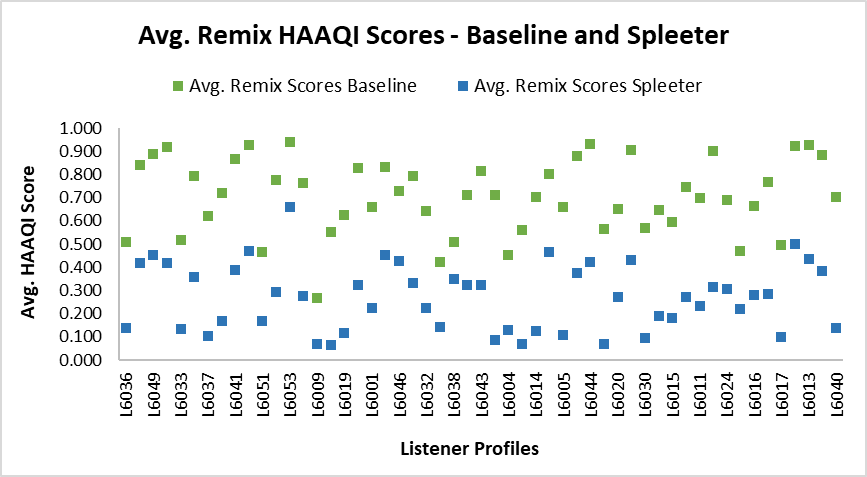 Avg. Remix HAAQI Scores - Baseline and Spleeter
Avg. Remix Scores Baseline
Avg. Remix Scores Spleeter
Avg. HAAQI Score
1.000
0.900
0.800
0.700
0.600
0.500
0.400
0.300
0.200
0.100
0.000
L6036
L6049
L6033
L6037
L6041
L6051
L6053
L6009
L6019
L6001
L6046
L6032
L6038
L6043
L6004
L6014
L6005
L6044
L6020
L6030
L6015
L6011
L6024
L6016
L6017
L6013
L6040
Listener Profiles